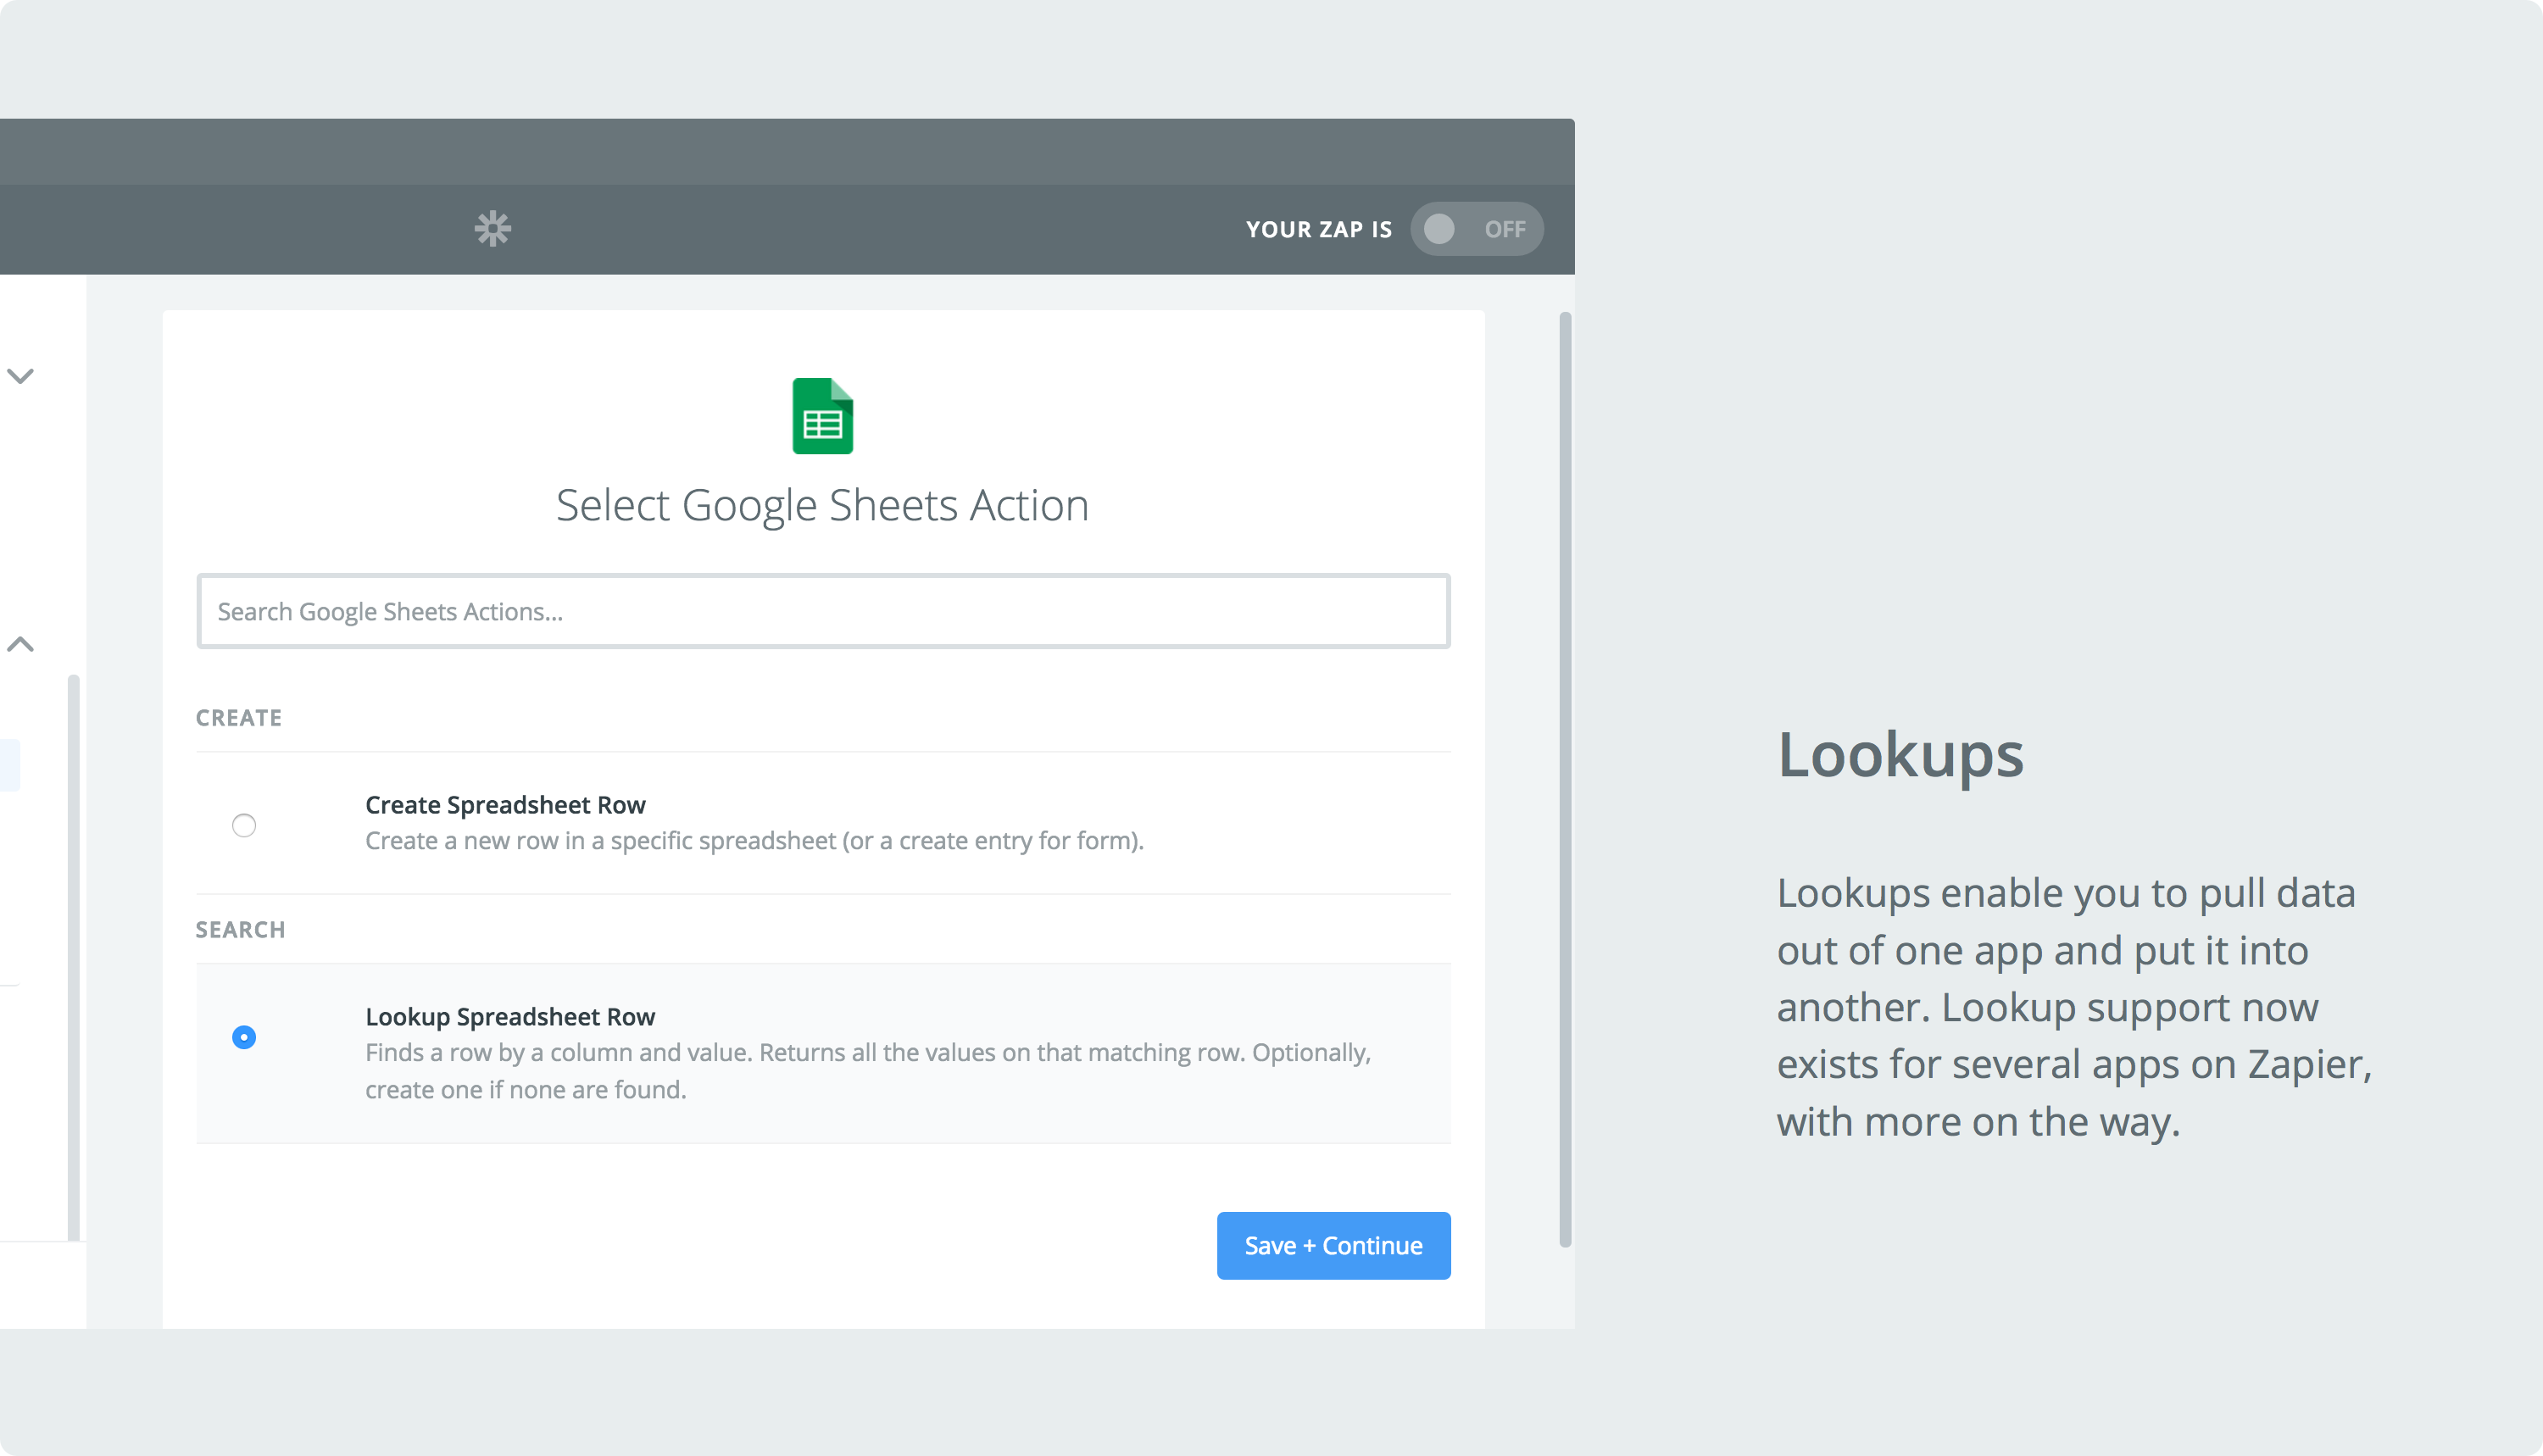 YOUR ZAP IS OFF
Select Google Sheets Action
Search Google Sheets Actions...
CREATE
Create Spreadsheet Row
Create a new row in a specific spreadsheet (or a create entry for form).
SEARCH
Lookup Spreadsheet Row
Finds a row by a column and value. Returns all the values on that matching row. Optionally,
create one if none are found.
Save + Continue
Lookups
Lookups enable you to pull data
out of one app and put it into
another. Lookup support now
exists for several apps on Zapier,
with more on the way.